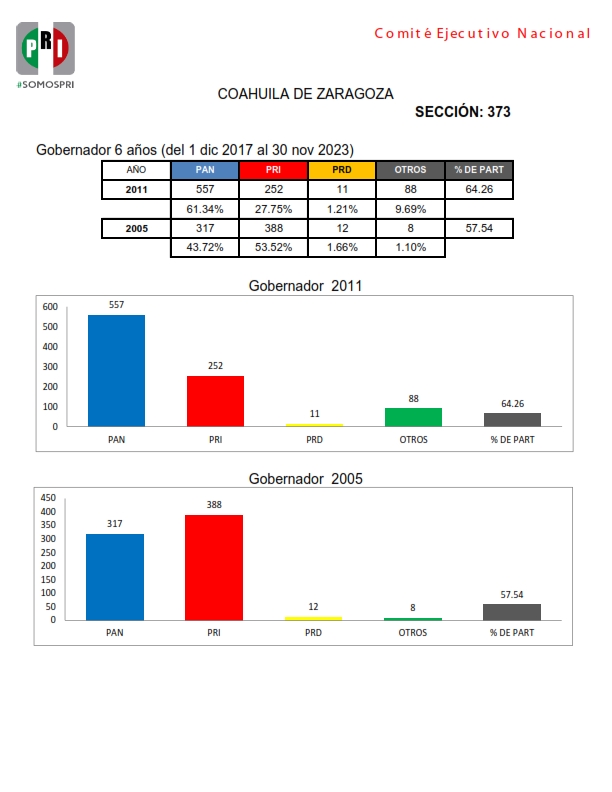 PRI
#SOMOSPRI
Comité Ejecutivo Nacional
COAHUILA DE ZARAGOZA
SECCIÓN: 373
Gobernador 6 años (del 1 dic 2017 al 30 nov 2023)
AÑO PAN PRI PRD OTROS % DE PART
2011 557 252 11 88 64.26
61.34% 27.75% 1.21% 9.69%
2005 317 388 12 8 57.54
43.72% 53.52% 1.66% 1.10%
Gobernador 2011
600
500
400
300
200
100
0
557
252
11
88
64.26
PAN PRI PRD OTROS % DE PART
Gobernador 2005
450
400
350
300
250
200
150
100
50
0
317
388
12
8
57.54
PAN PRI PRD OTROS % DE PART